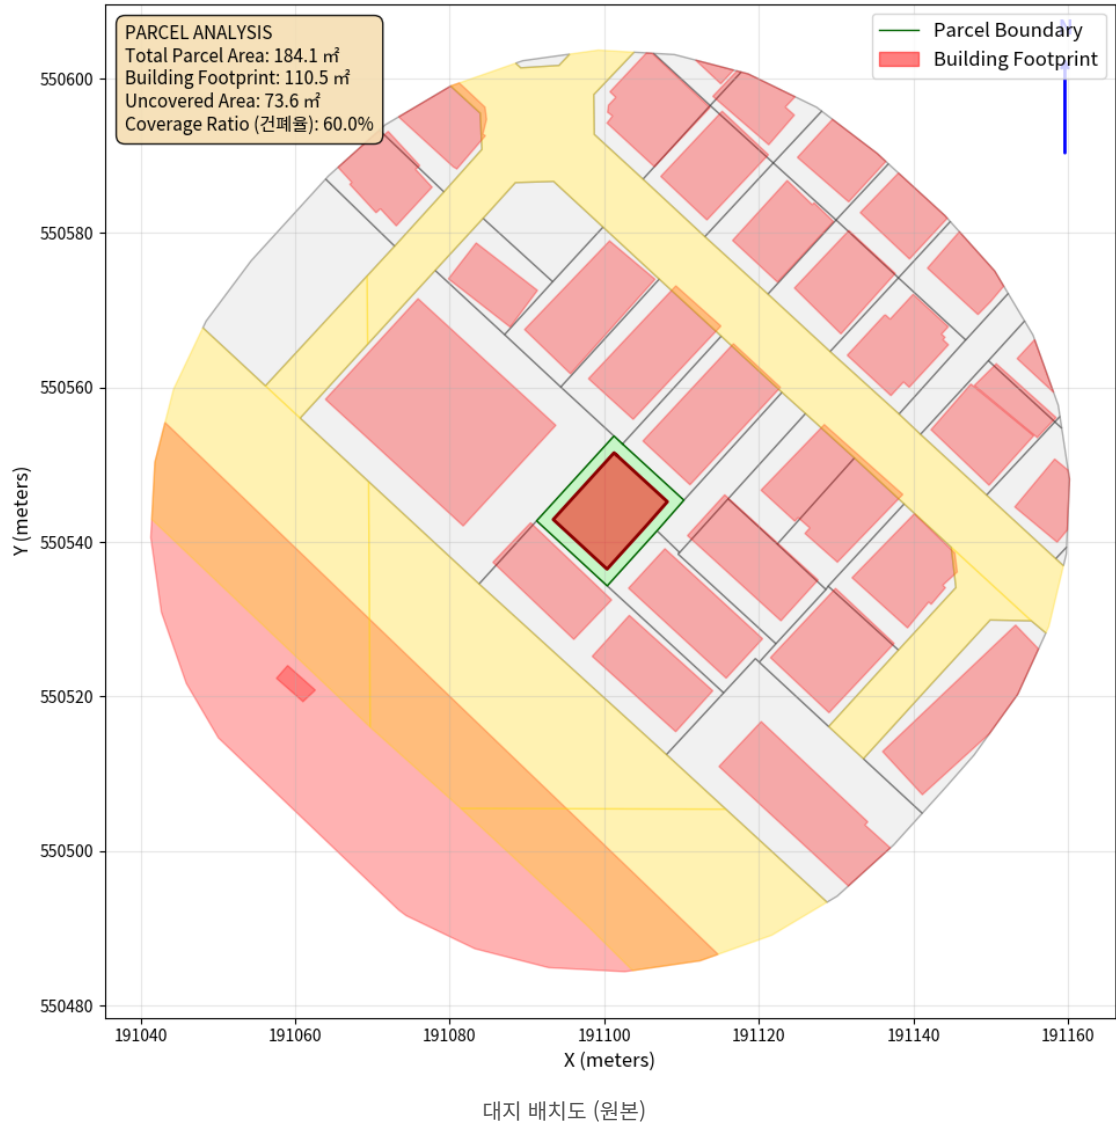 PARCEL ANALYSIS
Total Parcel Area: 184.1 ㎡
Building Footprint: 110.5 ㎡
Uncovered Area: 73.6 ㎡
Coverage Ratio (건폐율): 60.0%
Parcel Boundary
Building Footprint
N
550600
550580
550560
550540
550520
550500
550480
Y (meters)
191040
191060
191080
191100
191120
191140
191160
X (meters)
대지 배치도 (원본)